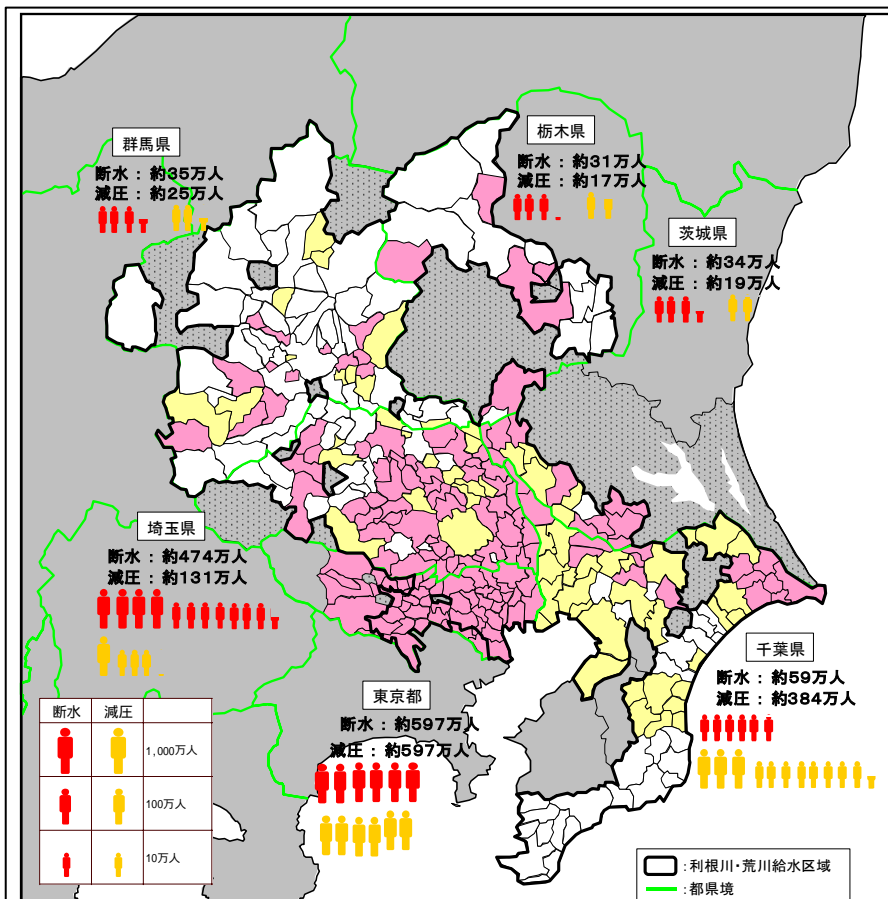 群馬県
断水 : 約35万人
減圧 : 約25万人
栃木県
断水 : 約31万人
減圧 : 約17万人
茨城県
断水 : 約34万人
減圧 : 約19万人
埼玉県
断水 : 約474万人
減圧 : 約131万人
千葉県
断水 : 約59万人
減圧 : 約384万人
東京都
断水 : 約597万人
減圧 : 約597万人
断水 減圧
1,000万人
100万人
10万人
:利根川・荒川給水区域
:都県境